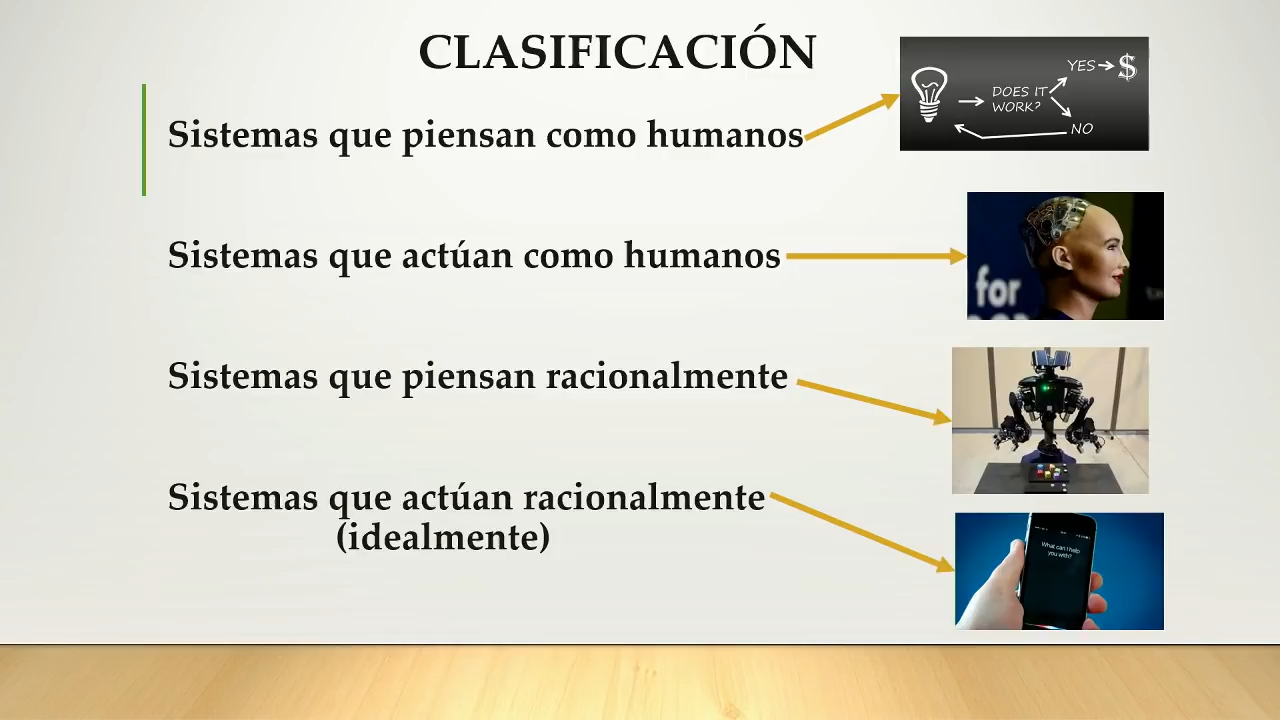 CLASIFICACIÓN
Sistemas que piensan como humanos
DOES IT
WORK?
YES
$
NO
Sistemas que actúan como humanos
for
Sistemas que piensan racionalmente
Sistemas que actúan racionalmente
(idealmente)
What can I help
you with?